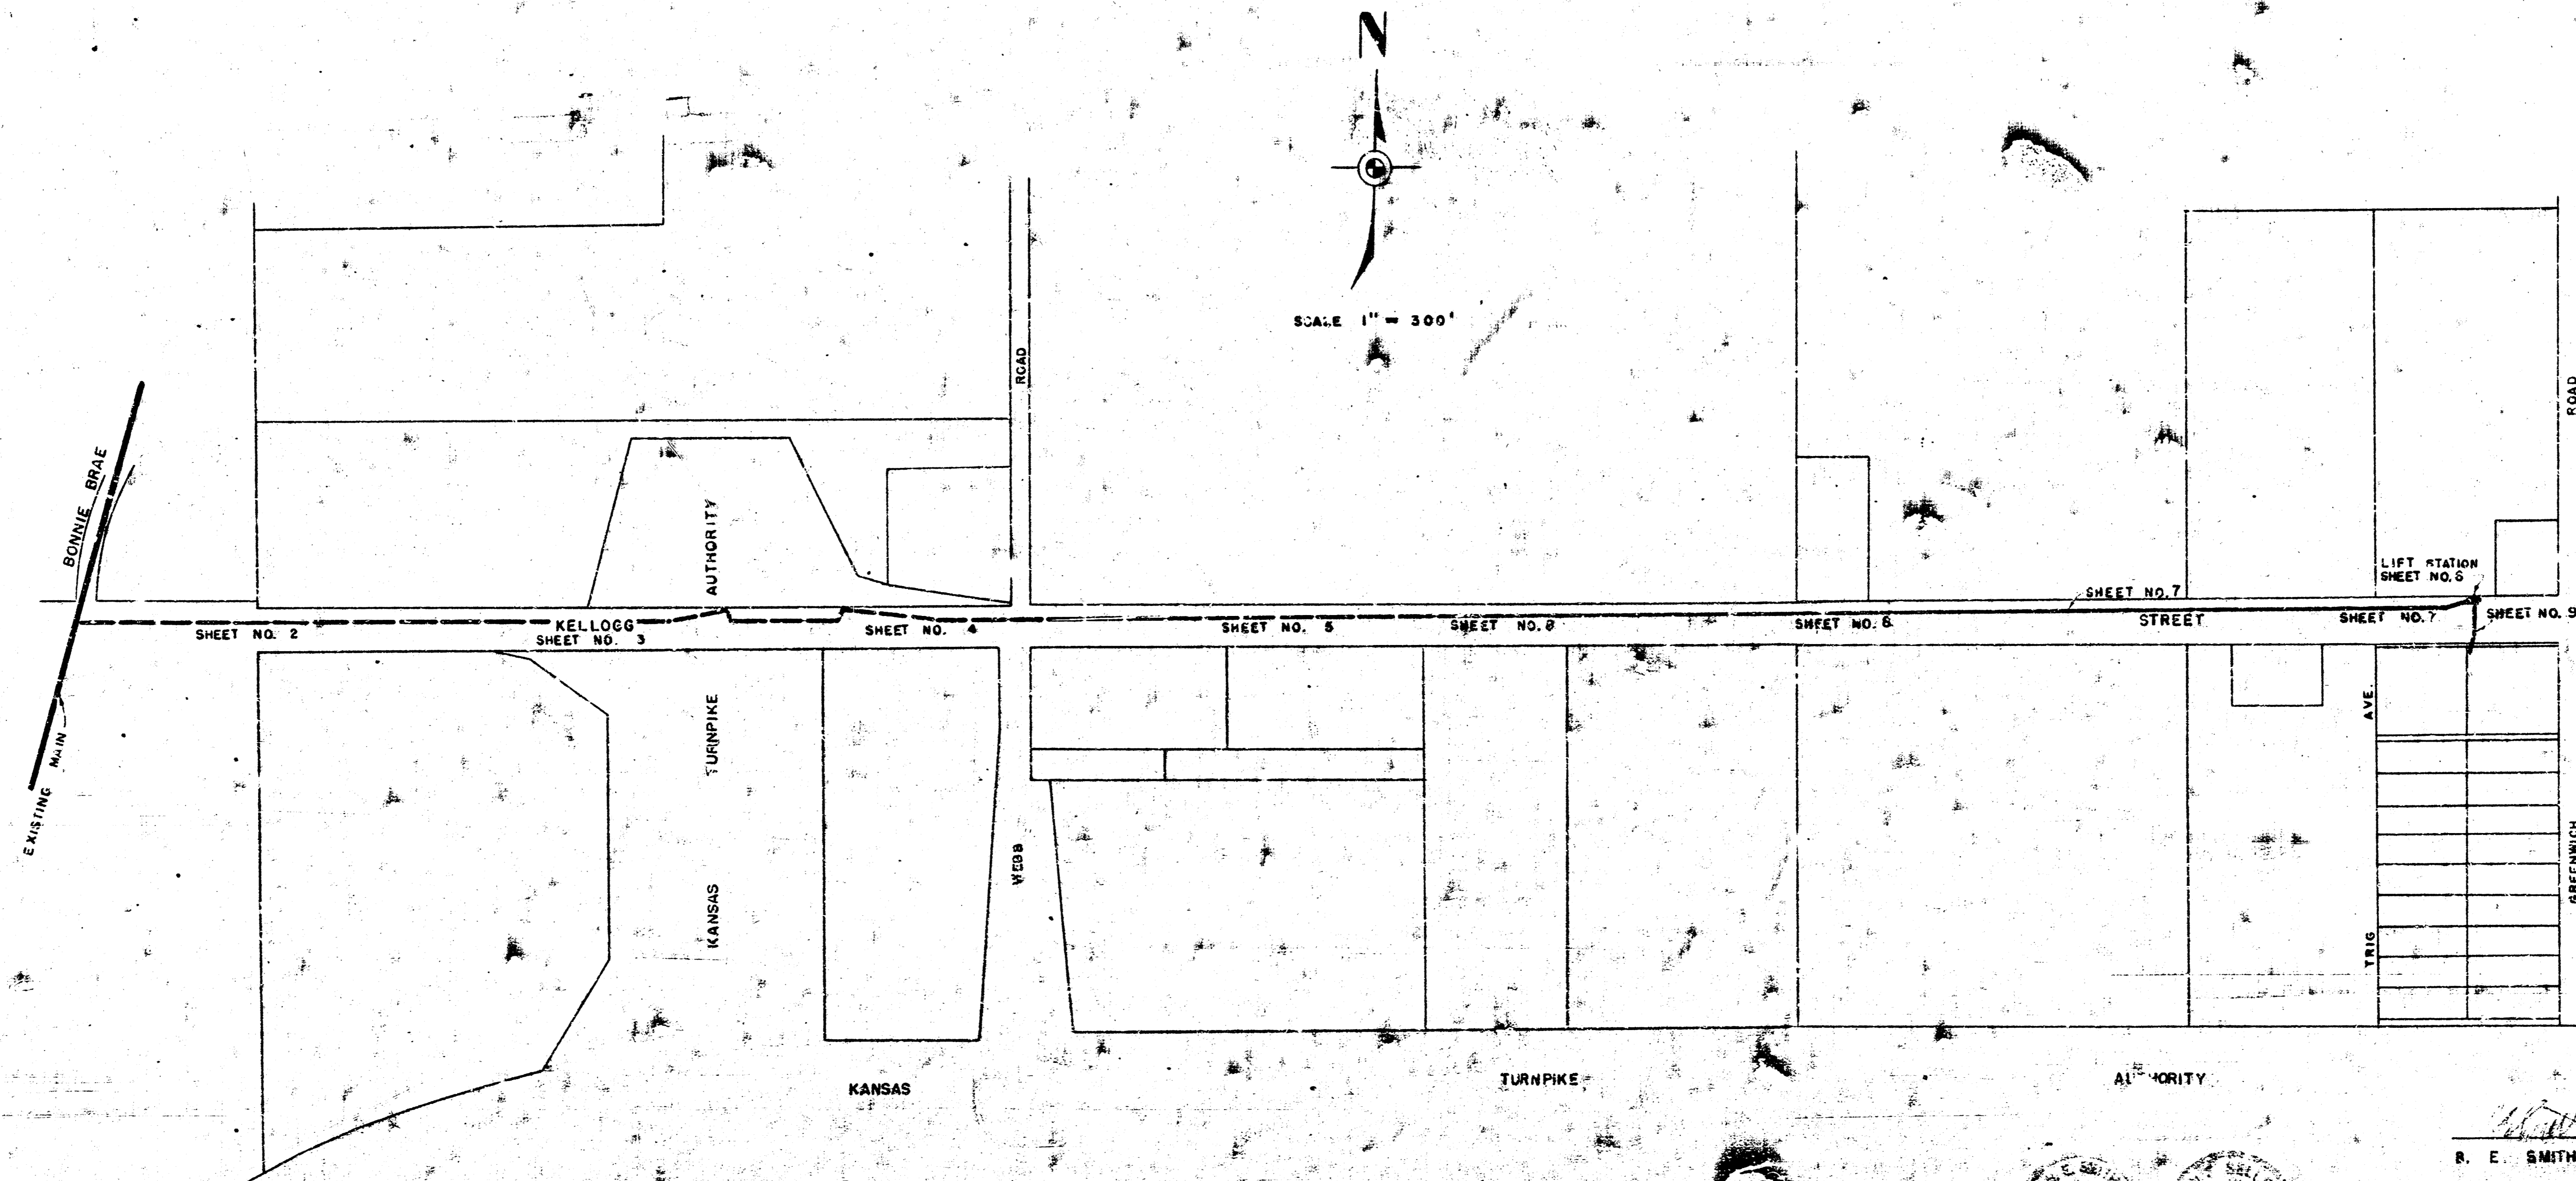 N
SCALE 1" = 300'
ROAD
ROAD
BONNIE BRAE
AUTHORITY
LIFT STATION
SHEET NO. 8
SHEET NO. 7
SHEET NO. 2
KELLOGG
SHEET NO. 3
SHEET NO. 4
SHEET NO. 5
SHEET NO. 6
SHEET NO. 6
STREET
SHEET NO. 7
SHEET NO. 9
EXISTING MAIN
TURNPIKE
KANSAS
WEBB
AVE.
TRIG
GREENWICH
KANSAS
TURNPIKE
AUTHORITY
B. E. SMITH